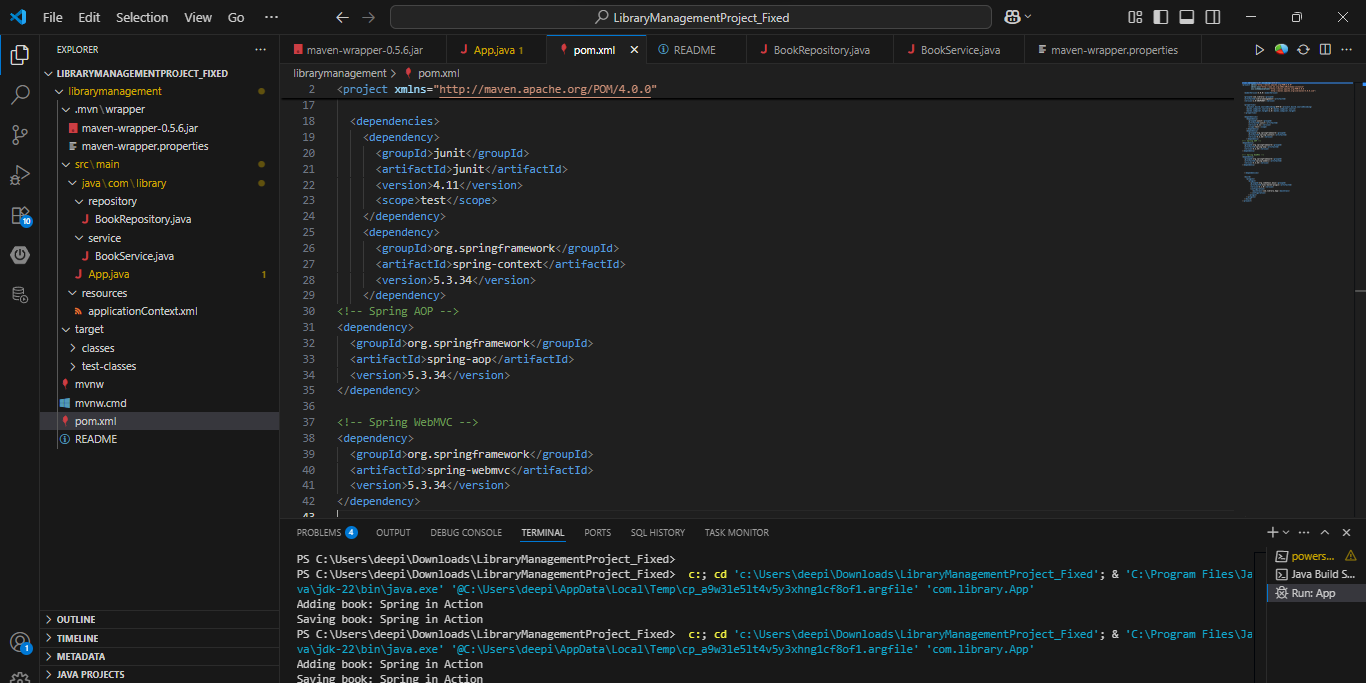 File Edit Selection View Go ··· LibraryManagementProject_Fixed
EXPLORER ···
LIBRARYMANAGEMENTPROJECT_FIXED
librarymanagement
.mvn \ wrapper
maven-wrapper-0.5.6.jar
maven-wrapper.properties
src \ main
java \ com \ library
repository
BookRepository.java
service
BookService.java
App.java 1
resources
applicationContext.xml
target
classes
test-classes
mvnw
mvnw.cmd
pom.xml
README
OUTLINE
TIMELINE
METADATA
JAVA PROJECTS
10
1
maven-wrapper-0.5.6.jar App.java 1 pom.xml README BookRepository.java BookService.java maven-wrapper.properties
librarymanagement > pom.xml
2 <project xmlns="http://maven.apache.org/POM/4.0.0"
17
18 <dependencies>
19 <dependency>
20 <groupId>junit</groupId>
21 <artifactId>junit</artifactId>
22 <version>4.11</version>
23 <scope>test</scope>
24 </dependency>
25 <dependency>
26 <groupId>org.springframework</groupId>
27 <artifactId>spring-context</artifactId>
28 <version>5.3.34</version>
29 </dependency>
30 <!-- Spring AOP -->
31 <dependency>
32 <groupId>org.springframework</groupId>
33 <artifactId>spring-aop</artifactId>
34 <version>5.3.34</version>
35 </dependency>
36
37 <!-- Spring WebMVC -->
38 <dependency>
39 <groupId>org.springframework</groupId>
40 <artifactId>spring-webmvc</artifactId>
41 <version>5.3.34</version>
42 </dependency>
43
PROBLEMS 4 OUTPUT DEBUG CONSOLE TERMINAL PORTS SQL HISTORY TASK MONITOR
PS C:\Users\deepi\Downloads\LibraryManagementProject_Fixed>
PS C:\Users\deepi\Downloads\LibraryManagementProject_Fixed> c:; cd 'c:\Users\deepi\Downloads\LibraryManagementProject_Fixed'; & 'C:\Program Files\Ja
va\jdk-22\bin\java.exe' '@C:\Users\deepi\AppData\Local\Temp\cp_a9w3le5lt4v5y3xhng1cf8of1.argfile' 'com.library.App'
Adding book: Spring in Action
Saving book: Spring in Action
PS C:\Users\deepi\Downloads\LibraryManagementProject_Fixed> c:; cd 'c:\Users\deepi\Downloads\LibraryManagementProject_Fixed'; & 'C:\Program Files\Ja
va\jdk-22\bin\java.exe' '@C:\Users\deepi\AppData\Local\Temp\cp_a9w3le5lt4v5y3xhng1cf8of1.argfile' 'com.library.App'
Adding book: Spring in Action
Saving book: Spring in Action
powers...
Java Build S...
Run: App